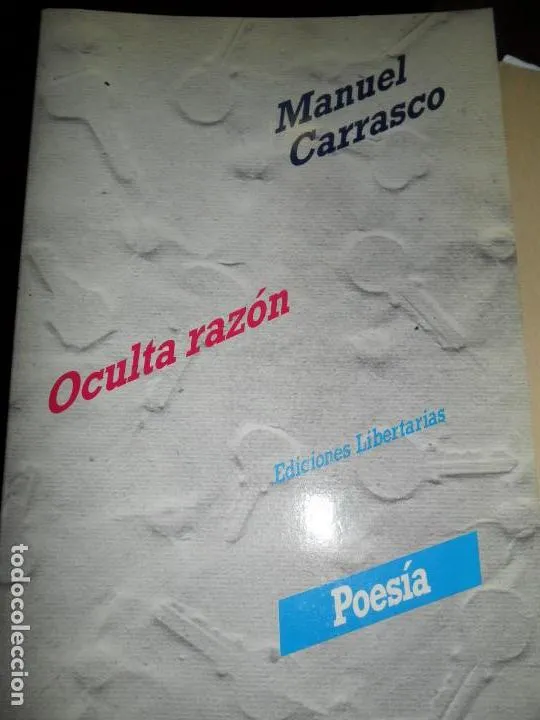 Manuel
Carrasco
Oculta razón
Ediciones Libertarias
Poesía
todocoleccion